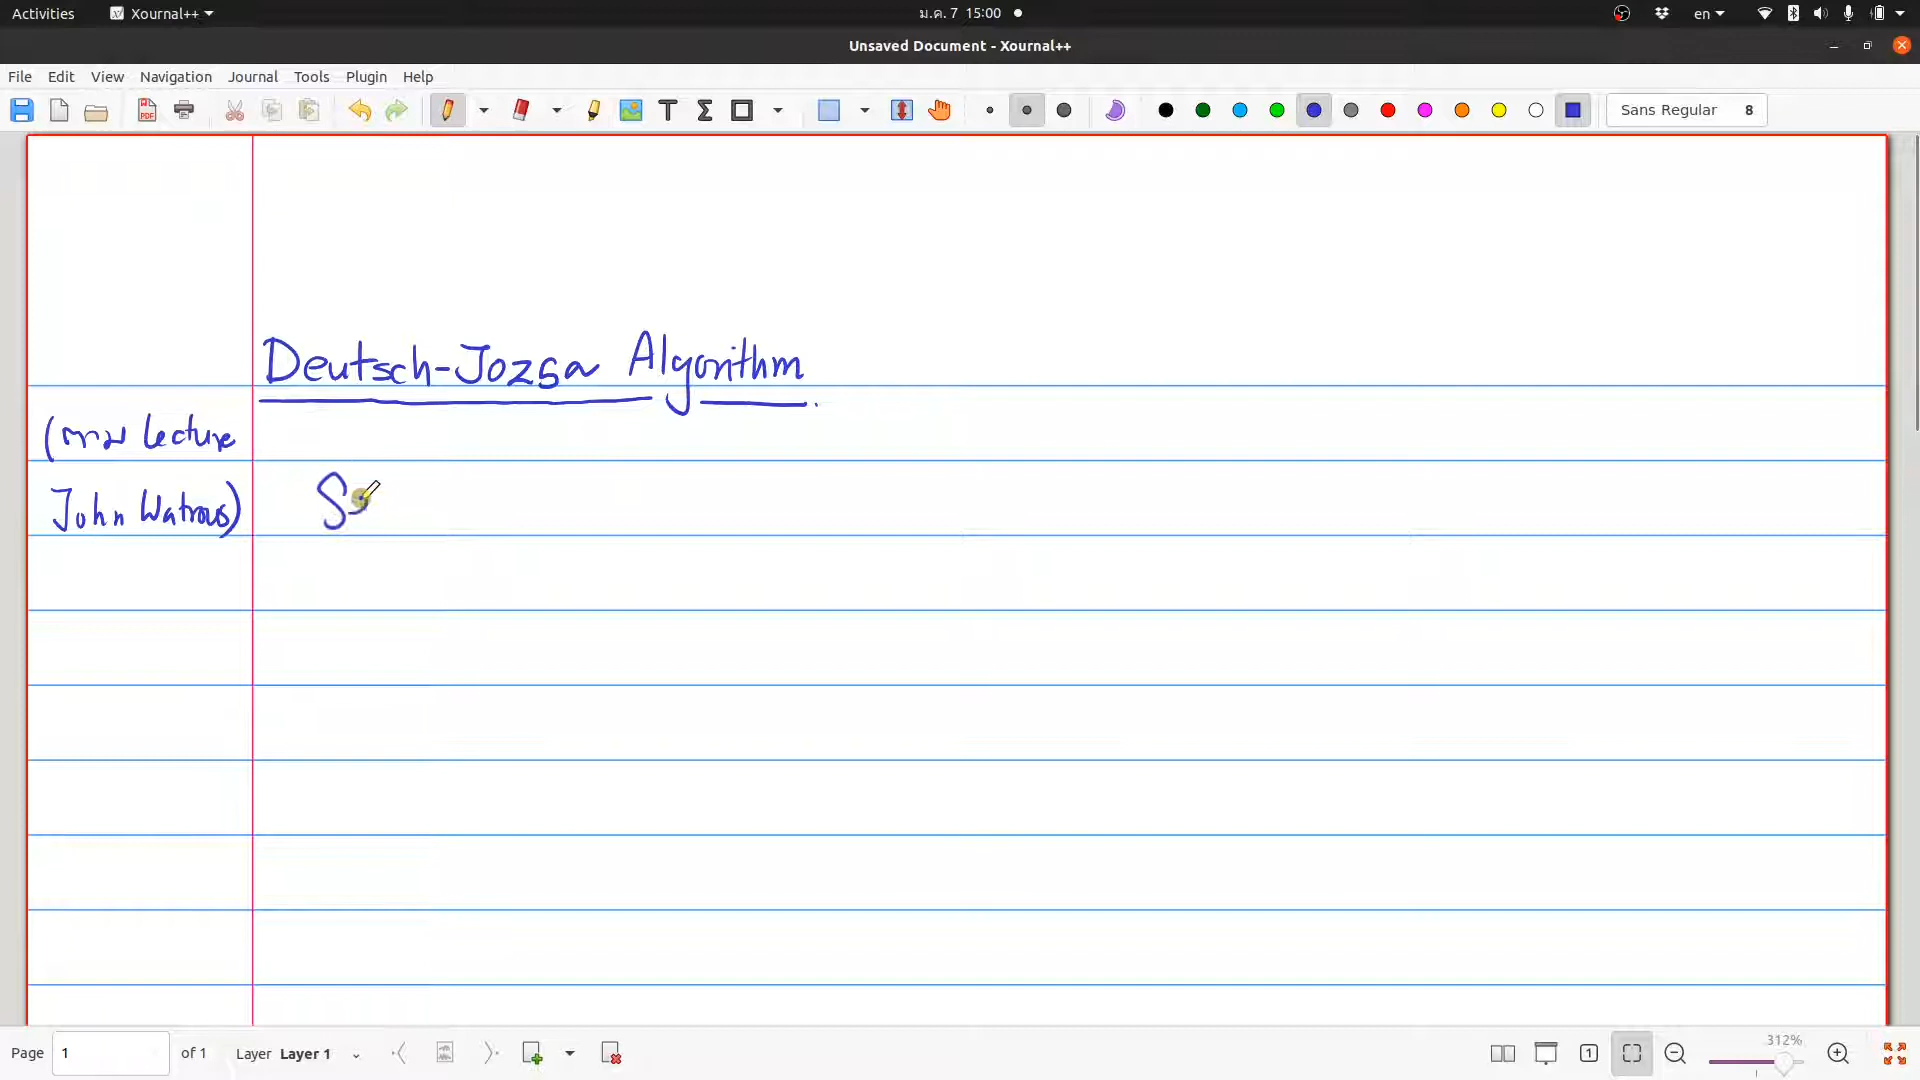 Activities Xournal++ ม.ค. 7 15:00 en
Unsaved Document - Xournal++
File Edit View Navigation Journal Tools Plugin Help
PDF T Σ Sans Regular 8
Deutsch-Jozsa Algorithm
(ตาม Lecture
John Watrous)
Page 1 of 1 Layer Layer 1 1 312%